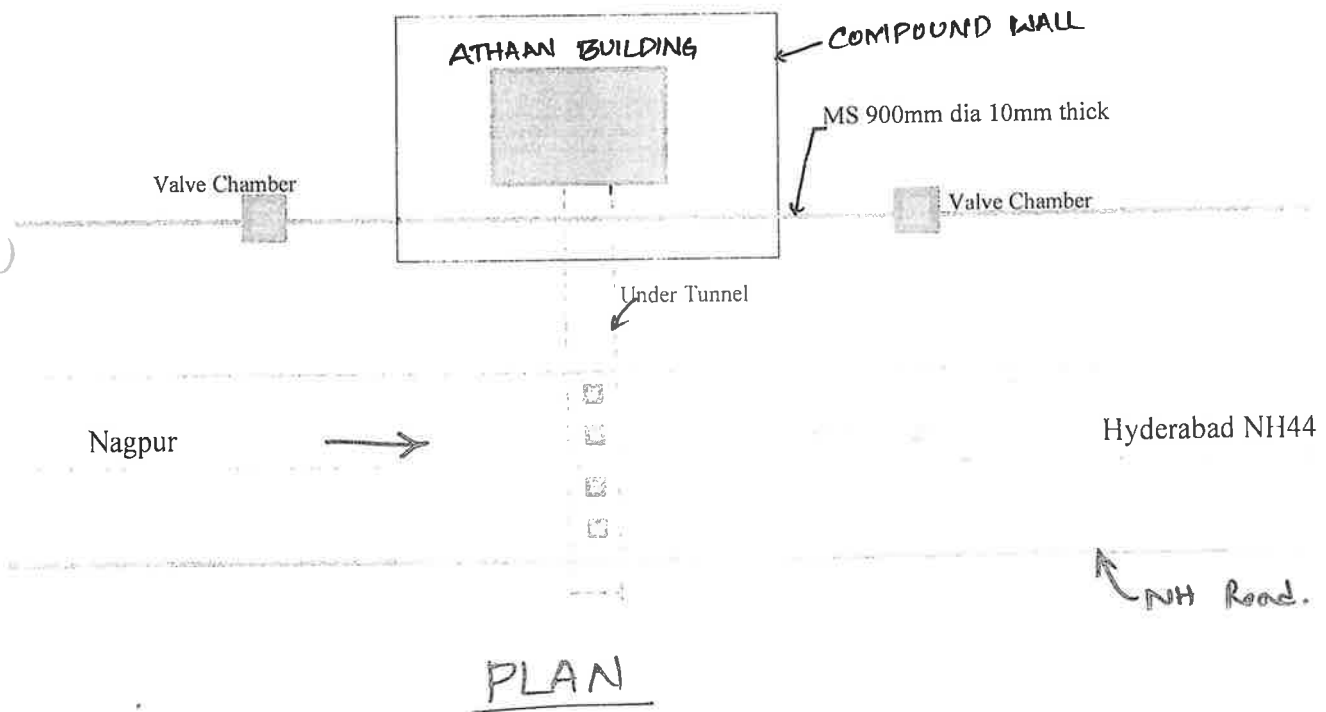 ATHAAN BUILDING
COMPOUND WALL
MS 900mm dia 10mm thick
Valve Chamber
Valve Chamber
Under Tunnel
Nagpur
Hyderabad NH44
NH Road.
PLAN